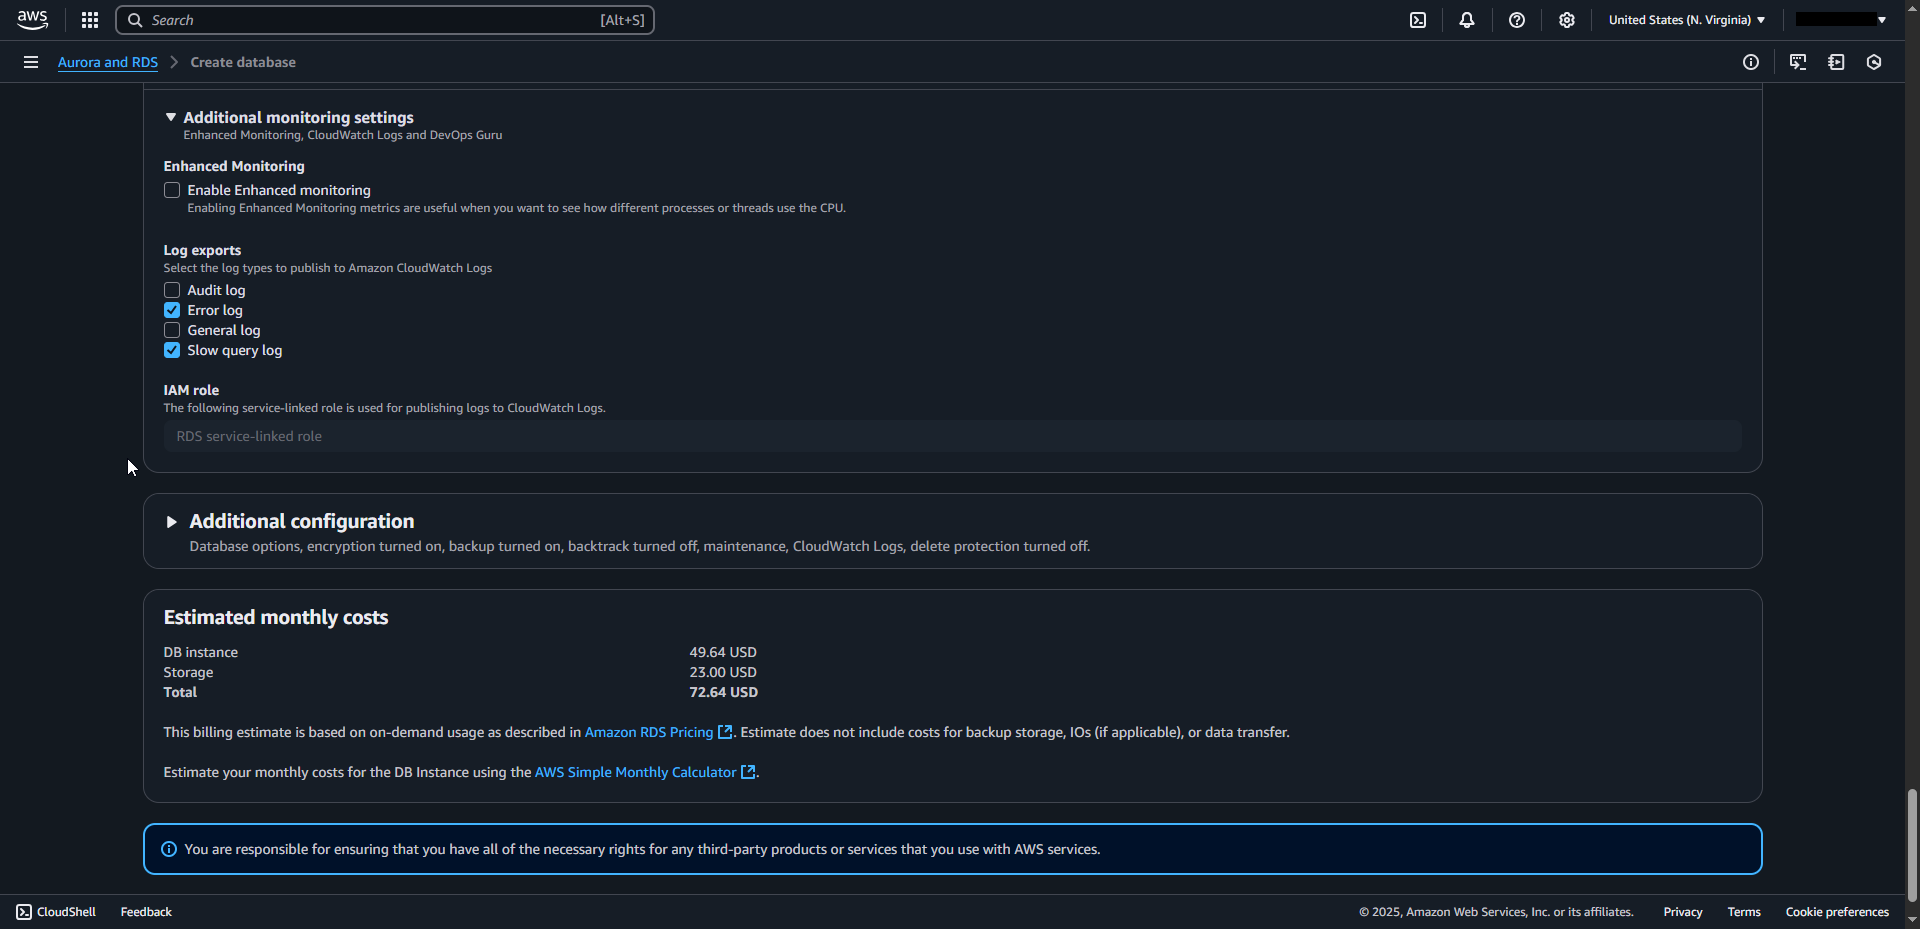 aws
Search [Alt+S]
United States (N. Virginia)
Aurora and RDS > Create database
Additional monitoring settings
Enhanced Monitoring, CloudWatch Logs and DevOps Guru
Enhanced Monitoring
Enable Enhanced monitoring
Enabling Enhanced Monitoring metrics are useful when you want to see how different processes or threads use the CPU.
Log exports
Select the log types to publish to Amazon CloudWatch Logs
Audit log
Error log
General log
Slow query log
IAM role
The following service-linked role is used for publishing logs to CloudWatch Logs.
RDS service-linked role
Additional configuration
Database options, encryption turned on, backup turned on, backtrack turned off, maintenance, CloudWatch Logs, delete protection turned off.
Estimated monthly costs
DB instance 49.64 USD
Storage 23.00 USD
Total 72.64 USD
This billing estimate is based on on-demand usage as described in Amazon RDS Pricing. Estimate does not include costs for backup storage, IOs (if applicable), or data transfer.
Estimate your monthly costs for the DB Instance using the AWS Simple Monthly Calculator.
You are responsible for ensuring that you have all of the necessary rights for any third-party products or services that you use with AWS services.
CloudShell Feedback © 2025, Amazon Web Services, Inc. or its affiliates. Privacy Terms Cookie preferences